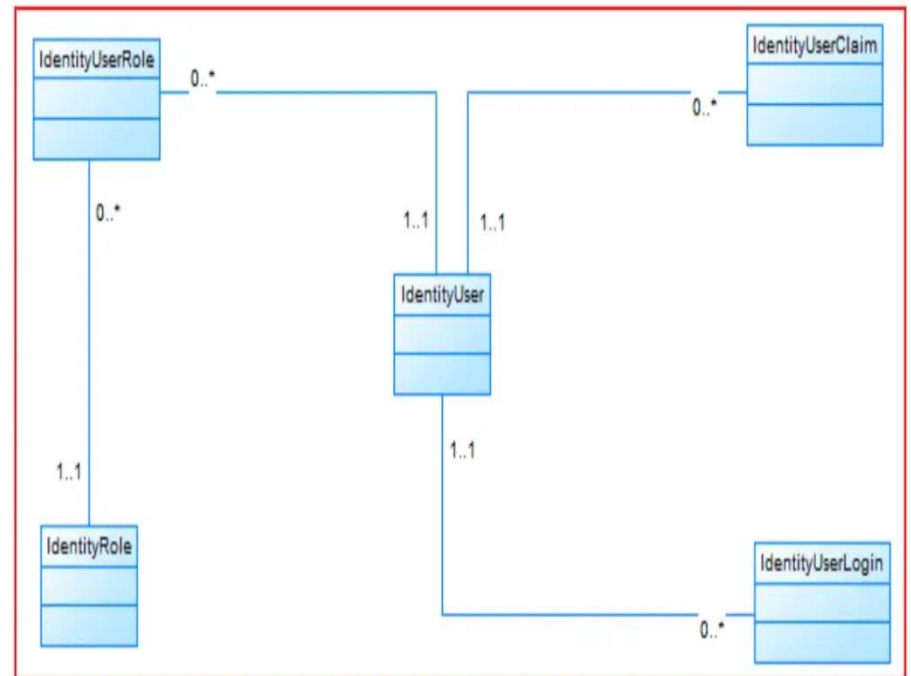 IdentityUserRole
IdentityUserClaim
0..*
0..*
0..*
1..1
1..1
IdentityUser
1..1
1..1
IdentityRole
IdentityUserLogin
0..*